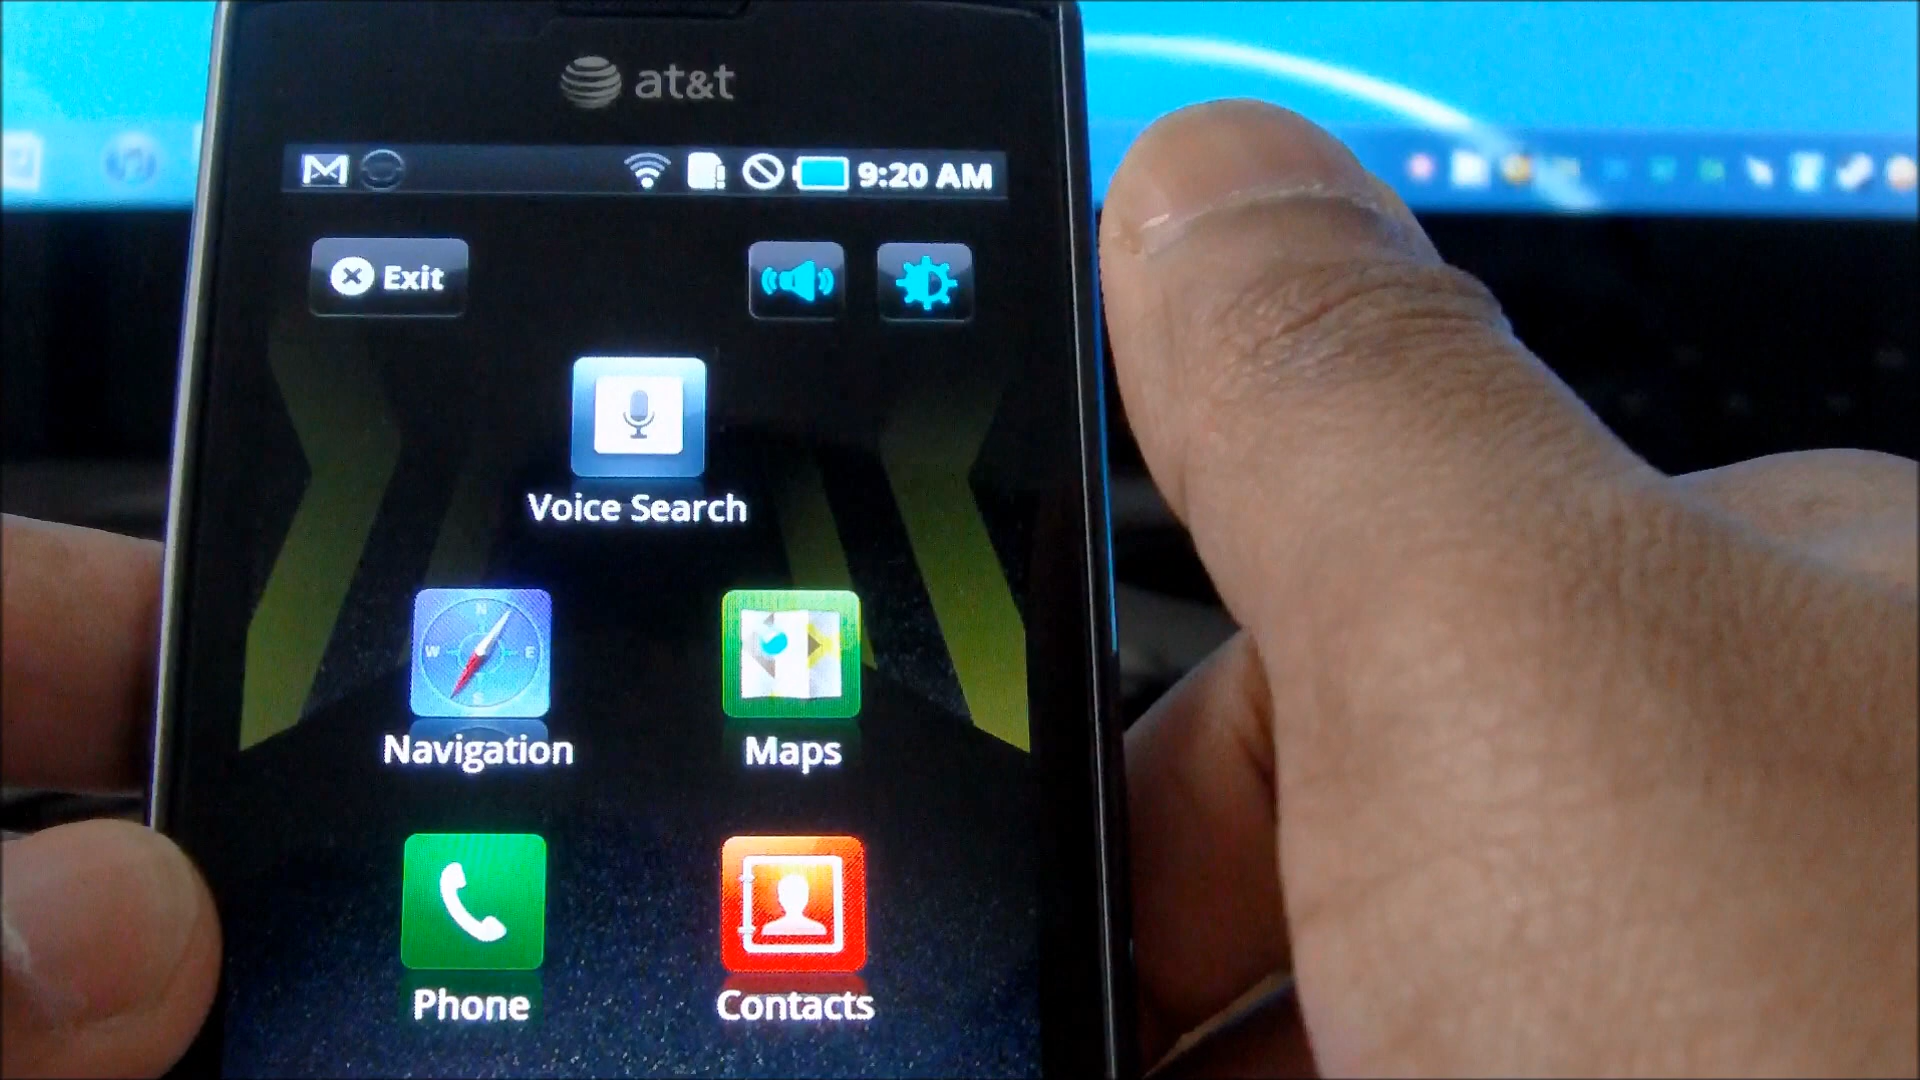 at&t
9:20 AM
Exit
Voice Search
N
W E
S
Navigation
Maps
Phone
Contacts